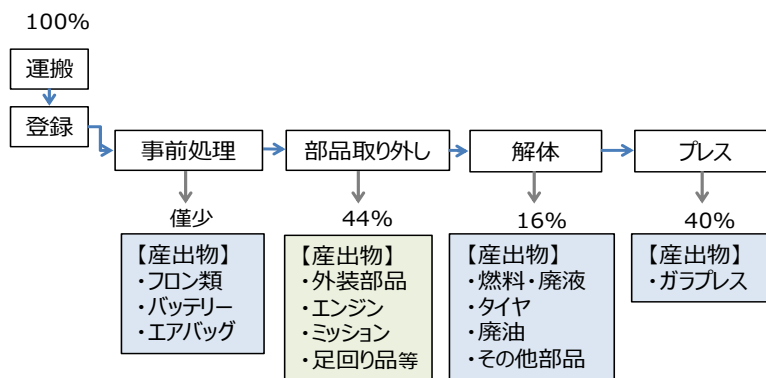 100%
運搬
登録
事前処理
部品取り外し
解体
プレス
僅少
44%
16%
40%
【産出物】
・フロン類
・バッテリー
・エアバッグ
【産出物】
・外装部品
・エンジン
・ミッション
・足回り品等
【産出物】
・燃料・廃液
・タイヤ
・廃油
・その他部品
【産出物】
・ガラプレス